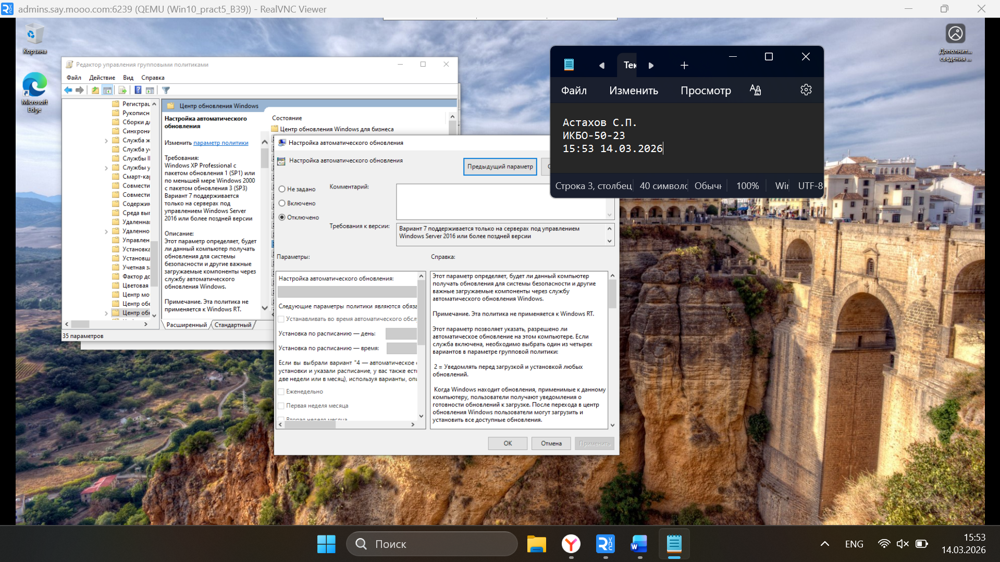 admins.say.mooo.com:6239 (QEMU (Win10_pract5_B39)) - RealVNC Viewer
Корзина
Microsoft Edge
Дополнит...
сведения ...
Редактор управления групповыми политиками
Файл Действие Вид Справка
Рукописн
Синхрони
Служба ж
Службы II
Службы у
Смарт-кар
Совмести
Совмести
Содержим
Среда вып
Удаленная
Удаленно
Управлен
Установка
Установщ
Учетная за
Фактор до
Цветовая
Центр мо
Центр обе
Центр обн
35 параметров
Центр обновления Windows
Настройка автоматического
обновления
Изменить параметр политики
Требования:
Windows XP Professional с
пакетом обновления 1 (SP1) или
по меньшей мере Windows 2000
с пакетом обновления 3 (SP3)
Вариант 7 поддерживается
только на серверах под
управлением Windows Server
2016 или более поздней версии
Описание:
Этот параметр определяет, будет
ли данный компьютер получать
обновления для системы
безопасности и другие важные
загружаемые компоненты через
службу автоматического
обновления Windows.
Примечание. Эта политика не
применяется к Windows RT.
Состояние
Центр обновления Windows для бизнеса
Расширенный Стандартный
Настройка автоматического обновления
Настройка автоматического обновления
Предыдущий параметр
Не задано
Включено
Отключено
Комментарий:
Требования к версии:
Вариант 7 поддерживается только на серверах под управлением
Windows Server 2016 или более поздней версии
Параметры:
Справка:
Настройка автоматического обновления:
Следующие параметры политики являются обяза
Устанавливать во время автоматического обсл
Установка по расписанию — день:
Установка по расписанию — время:
Если вы выбрали вариант "4 — автоматическое
установки и указали расписание, у вас также ест
две недели или в месяц), используя варианты, опи
Еженедельно
Первая неделя месяца
Вторая неделя месяца
Этот параметр определяет, будет ли данный компьютер
получать обновления для системы безопасности и другие
важные загружаемые компоненты через службу
автоматического обновления Windows.
Примечание. Эта политика не применяется к Windows RT.
Этот параметр позволяет указать, разрешено ли
автоматическое обновление на этом компьютере. Если
служба включена, необходимо выбрать один из четырех
вариантов в параметре групповой политики:
2 = Уведомлять перед загрузкой и установкой любых
обновлений.
Когда Windows находит обновления, применимые к данному
компьютеру, пользователи получают уведомления о
готовности обновлений к загрузке. После перехода в центр
обновления Windows пользователи могут загрузить и
установить все доступные обновления.
ОК Отмена Применить
Тек
Файл Изменить Просмотр
Астахов С.П.
ИКБО-50-23
15:53 14.03.2026
Строка 3, столбец 40 символо Обычн 100% Wir UTF-8
Поиск
ENG
15:53
14.03.2026